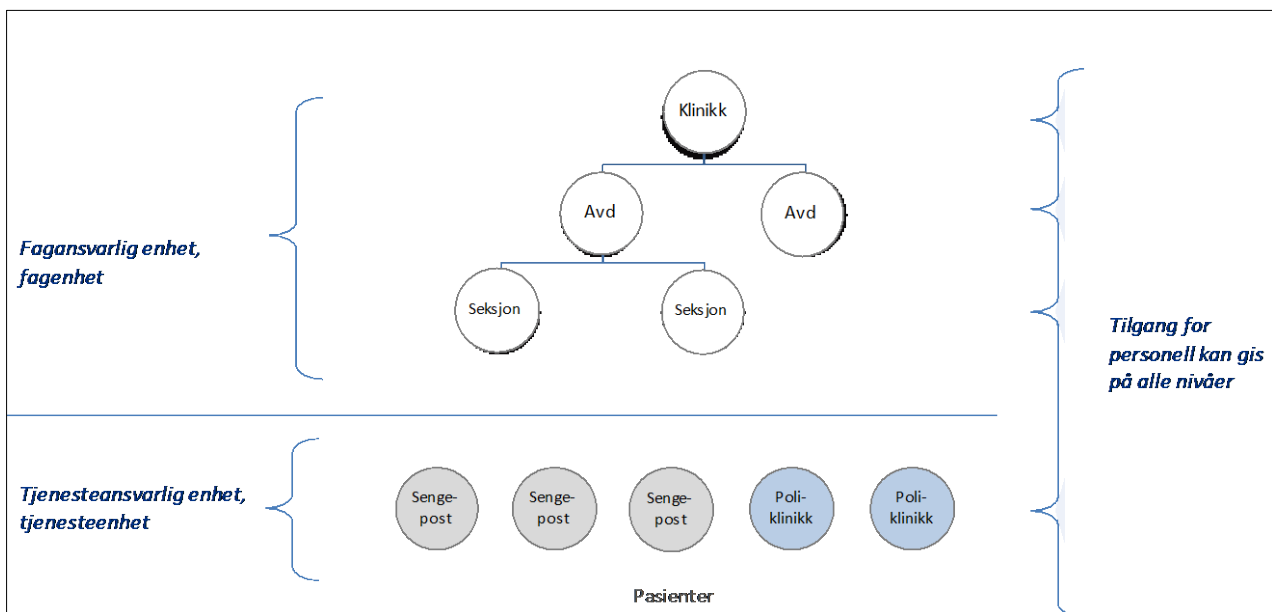 Klinikk
Avd
Avd
Fagansvarlig enhet,
fagenhet
Seksjon
Seksjon
Tilgang for
personell kan gis
på alle nivåer
Tjenesteansvarlig enhet,
tjenesteenhet
Senge-
post
Senge-
post
Senge-
post
Poli-
klinikk
Poli-
klinikk
Pasienter